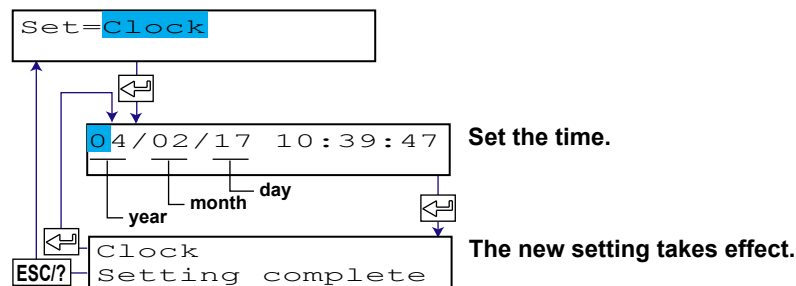 Set=Clock
04/02/17 10:39:47 Set the time.
day
month
year
Clock The new setting takes effect.
ESC/? Setting complete